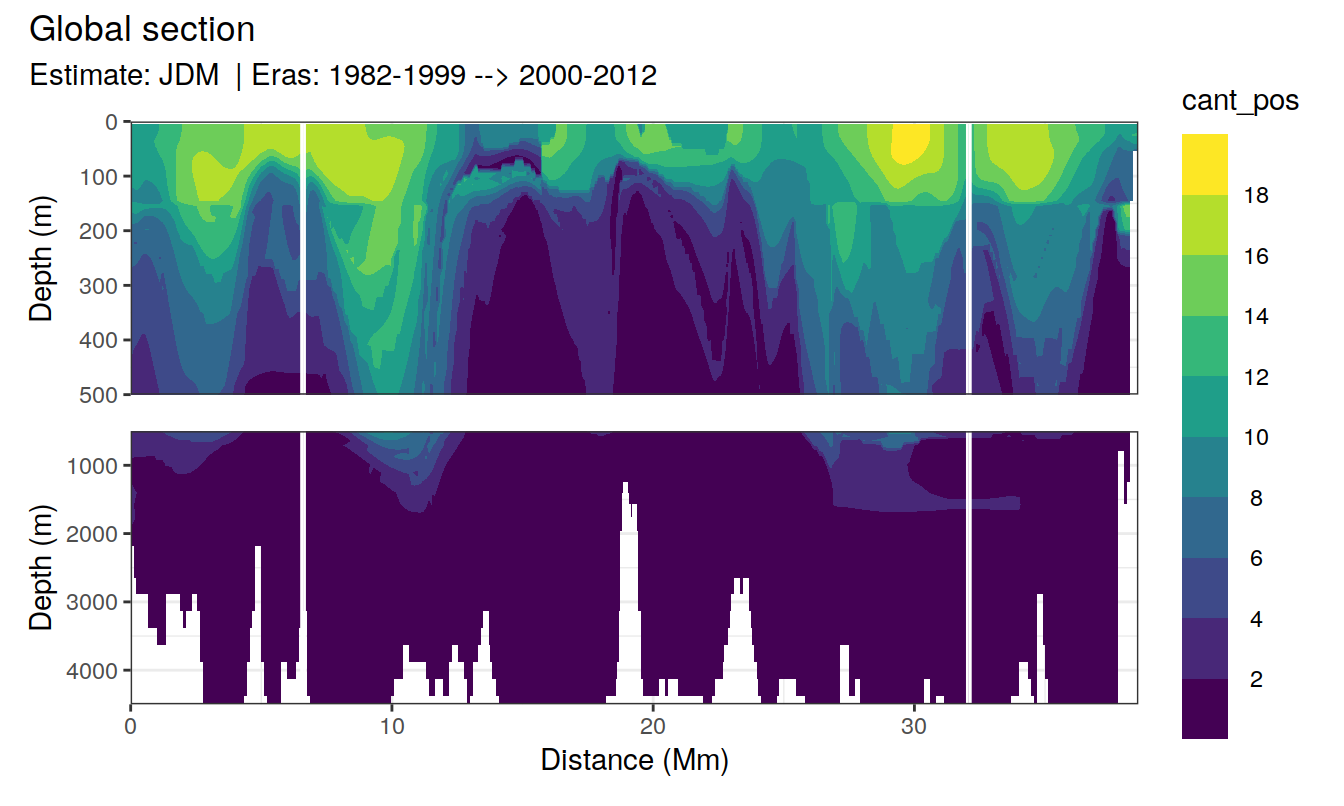 Global section
Estimate: JDM | Eras: 1982-1999 --> 2000-2012
cant_pos
18
16
14
12
10
8
6
4
2
Depth (m)
0
100
200
300
400
500
Depth (m)
1000
2000
3000
4000
0 10 20 30
Distance (Mm)